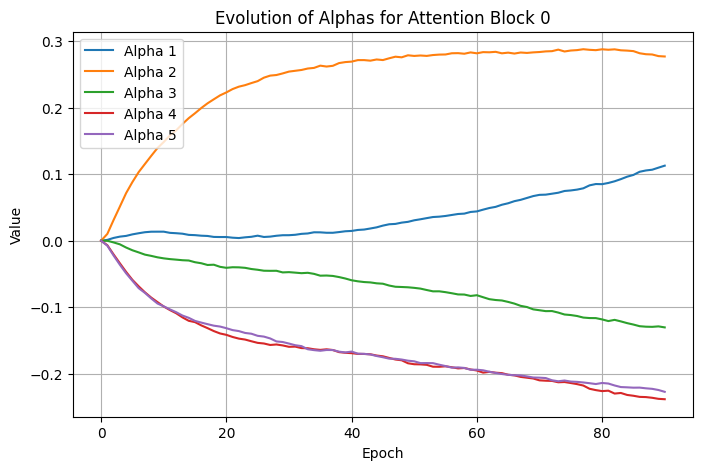 Evolution of Alphas for Attention Block 0
Value
0.3
0.2
0.1
0.0
−0.1
−0.2
Alpha 1
Alpha 2
Alpha 3
Alpha 4
Alpha 5
0 20 40 60 80
Epoch